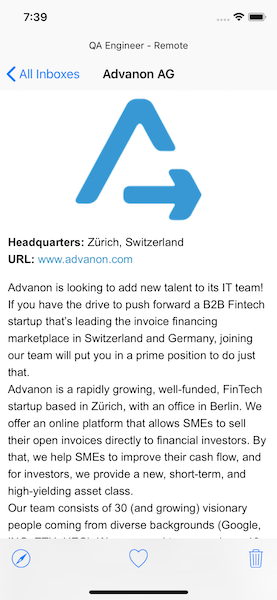 7:39
QA Engineer - Remote
All Inboxes
Advanon AG
Headquarters: Zürich, Switzerland
URL: www.advanon.com
Advanon is looking to add new talent to its IT team!
If you have the drive to push forward a B2B Fintech
startup that's leading the invoice financing
marketplace in Switzerland and Germany, joining
our team will put you in a prime position to do just
that.
Advanon is a rapidly growing, well-funded, FinTech
startup based in Zürich, with an office in Berlin. We
offer an online platform that allows SMEs to sell
their open invoices directly to financial investors. By
that, we help SMEs to improve their cash flow, and
for investors, we provide a new, short-term, and
high-yielding asset class.
Our team consists of 30 (and growing) visionary
people coming from diverse backgrounds (Google,